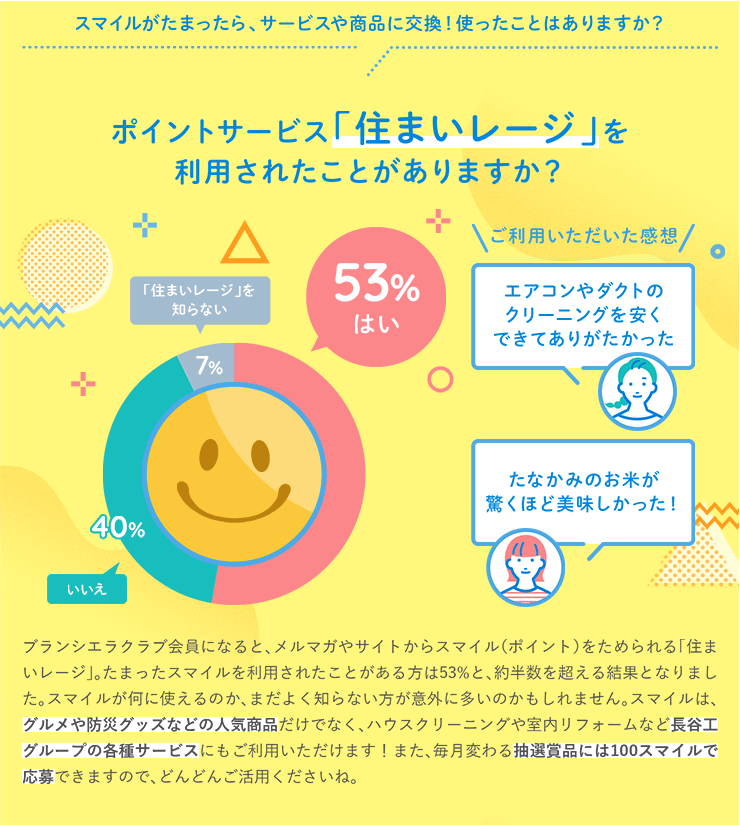 スマイルがたまったら、サービスや商品に交換！使ったことはありますか？
ポイントサービス「住まいレージ」を
利用されたことがありますか？
「住まいレージ」を
知らない
7%
53%
はい
40%
いいえ
ご利用いただいた感想
エアコンやダクトの
クリーニングを安く
できてありがたかった
たなかみのお米が
驚くほど美味しかった！
ブランシエラクラブ会員になると、メルマガやサイトからスマイル（ポイント）をためられる「住ま
いレージ」。たまったスマイルを利用されたことがある方は53%と、約半数を超える結果となりまし
た。スマイルが何に使えるのか、まだよく知らない方が意外に多いのかもしれません。スマイルは、
グルメや防災グッズなどの人気商品だけでなく、ハウスクリーニングや室内リフォームなど長谷工
グループの各種サービスにもご利用いただけます！また、毎月変わる抽選賞品には100スマイルで
応募できますので、どんどんご活用くださいね。